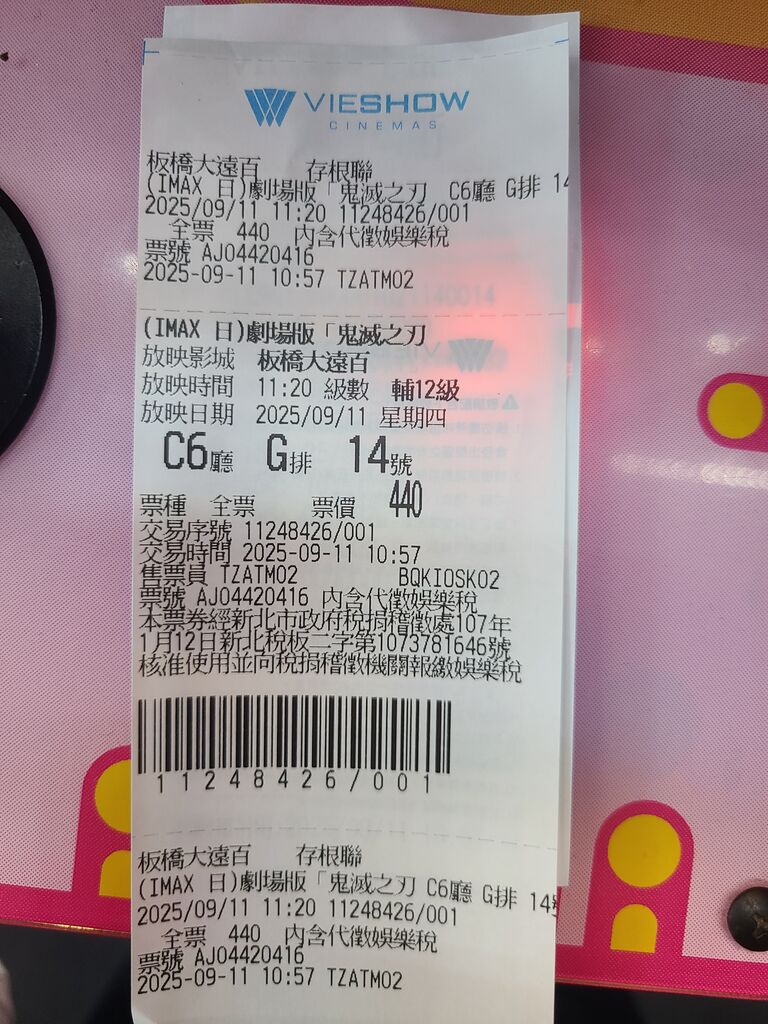 VIESHOW
CINEMAS
板橋大遠百 存根聯
(IMAX 日)劇場版「鬼滅之刃 C6廳 G排 14
2025/09/11 11:20 11248426/001
全票 440 內含代徵娛樂稅
票號 AJ04420416
2025-09-11 10:57 TZATM02
(IMAX 日)劇場版「鬼滅之刃
放映影城 板橋大遠百
放映時間 11:20 級數 輔12級
放映日期 2025/09/11 星期四
C6廳 G排 14號
票種 全票 票價 440
交易序號 11248426/001
交易時間 2025-09-11 10:57
售票員 TZATM02 BQKIOSK02
票號 AJ04420416 內含代徵娛樂稅
本票券經新北市政府稅捐稽徵處107年
1月12日新北稅板二字第1073781646號
核准使用並向稅捐稽徵機關報繳娛樂稅
11248426/001
板橋大遠百 存根聯
(IMAX 日)劇場版「鬼滅之刃 C6廳 G排 14號
2025/09/11 11:20 11248426/001
全票 440 內含代徵娛樂稅
票號 AJ04420416
2025-09-11 10:57 TZATM02